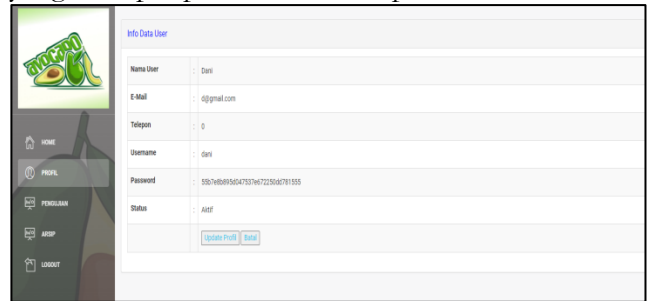 AVOCADO
HOME
PROFIL
PENGUJIAN
ARSIP
LOGOUT
Info Data User
Nama User : Dani
E-Mail : d@gmail.com
Telepon : 0
Username : dani
Password : 55b7e8b895d047537e672250dd781555
Status : Aktif
Update Profil Batal